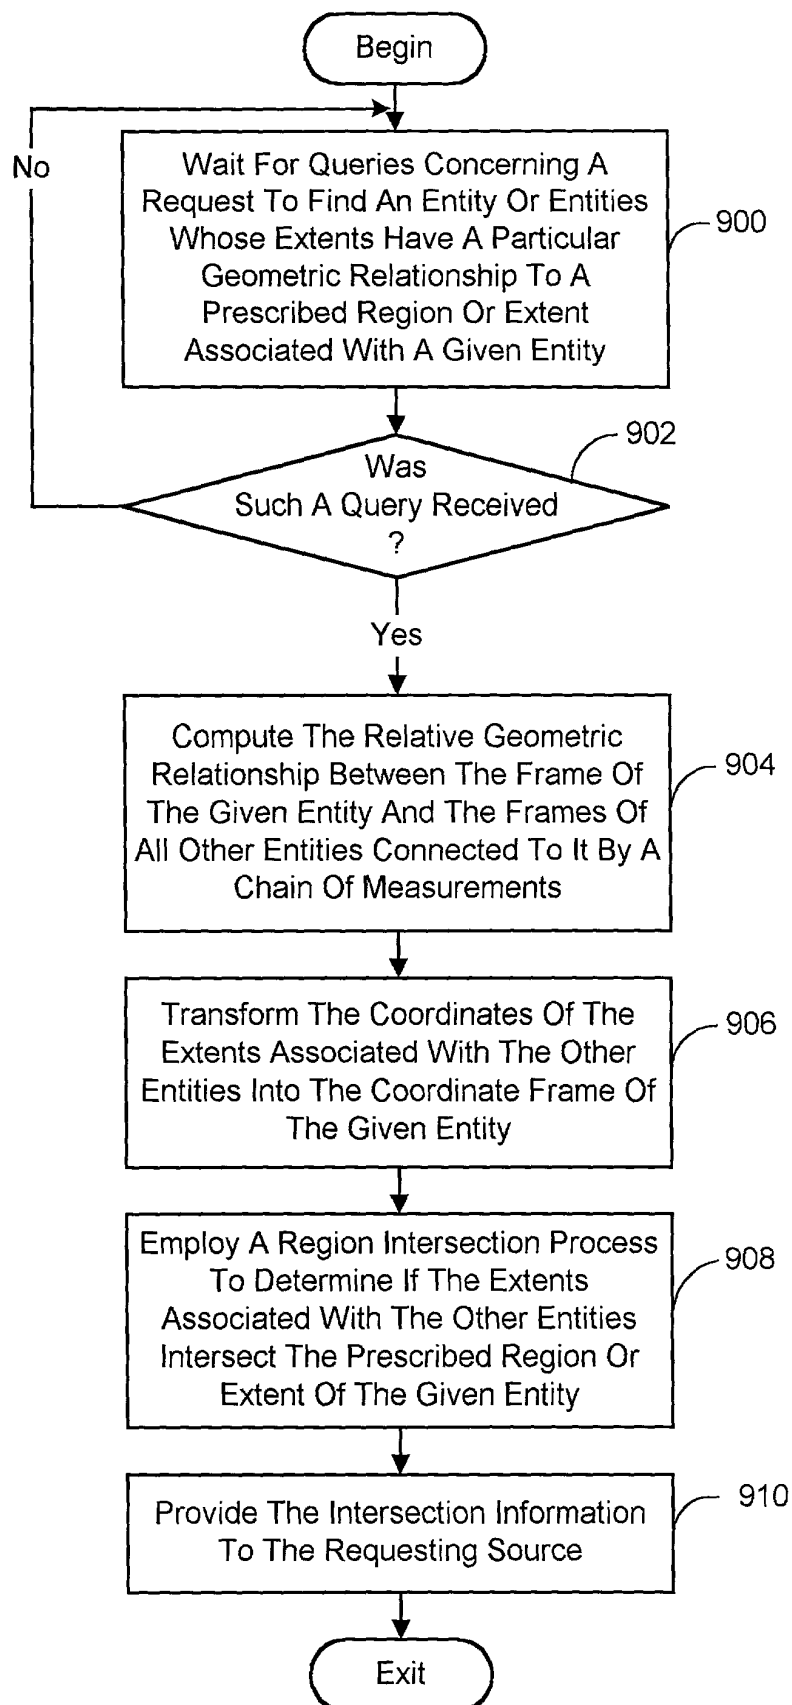 Begin
No
Wait For Queries Concerning A
Request To Find An Entity Or Entities
Whose Extents Have A Particular
Geometric Relationship To A
Prescribed Region Or Extent
Associated With A Given Entity
900
902
Was
Such A Query Received
?
Yes
Compute The Relative Geometric
Relationship Between The Frame Of
The Given Entity And The Frames Of
All Other Entities Connected To It By A
Chain Of Measurements
904
Transform The Coordinates Of The
Extents Associated With The Other
Entities Into The Coordinate Frame Of
The Given Entity
906
Employ A Region Intersection Process
To Determine If The Extents
Associated With The Other Entities
Intersect The Prescribed Region Or
Extent Of The Given Entity
908
Provide The Intersection Information
To The Requesting Source
910
Exit